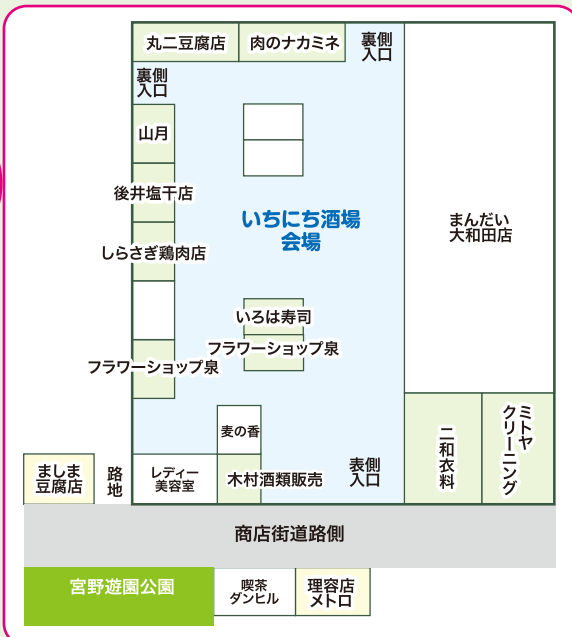 丸二豆腐店
肉のナカミネ
裏側
入口
裏側
入口
山月
後井塩干店
しらさぎ鶏肉店
いちにち酒場
会場
まんだい
大和田店
いろは寿司
フラワーショップ泉
フラワーショップ泉
麦の香
ましま
豆腐店
路地
レディー
美容室
木村酒類販売
表側
入口
二和衣料
ミトヤ
クリーニング
商店街道路側
宮野遊園公園
喫茶
ダンヒル
理容店
メトロ